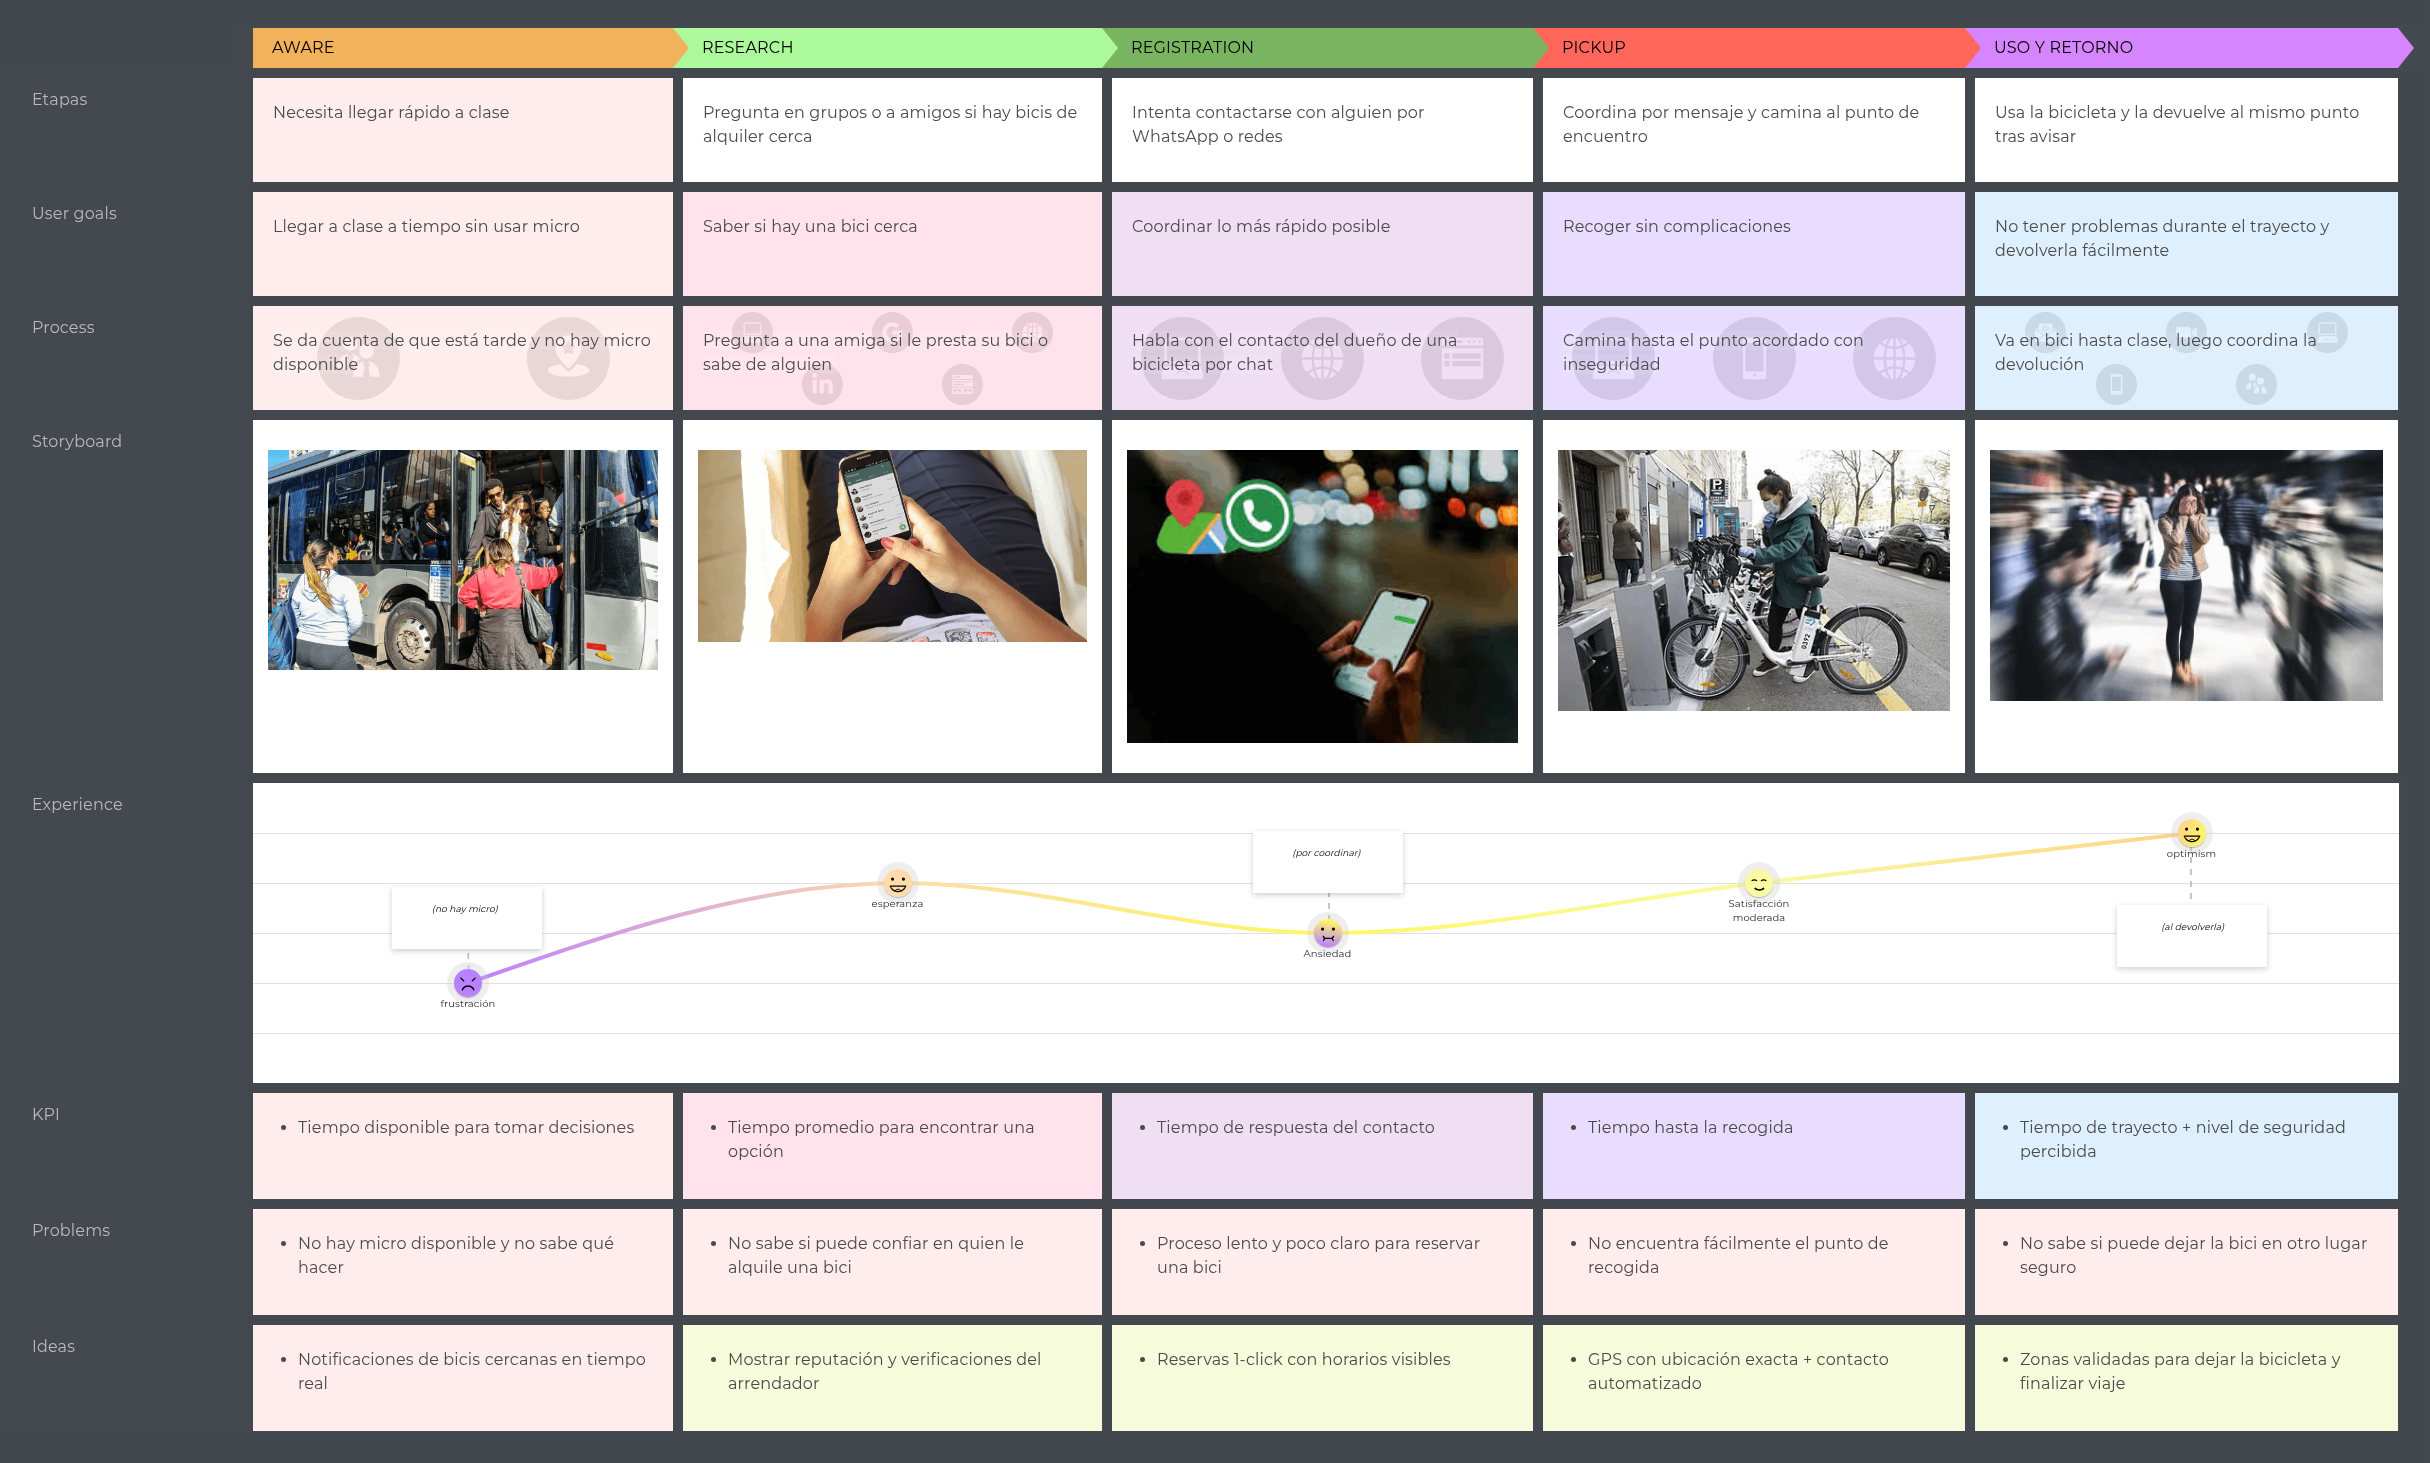 AWARE
RESEARCH
REGISTRATION
PICKUP
USO Y RETORNO
Etapas
Necesita llegar rápido a clase
Pregunta en grupos o a amigos si hay bicis de
alquiler cerca
Intenta contactarse con alguien por
WhatsApp o redes
Coordina por mensaje y camina al punto de
encuentro
Usa la bicicleta y la devuelve al mismo punto
tras avisar
User goals
Llegar a clase a tiempo sin usar micro
Saber si hay una bici cerca
Coordinar lo más rápido posible
Recoger sin complicaciones
No tener problemas durante el trayecto y
devolverla fácilmente
Process
Se da cuenta de que está tarde y no hay micro
disponible
Pregunta a una amiga si le presta su bici o
sabe de alguien
Habla con el contacto del dueño de una
bicicleta por chat
Camina hasta el punto acordado con
inseguridad
Va en bici hasta clase, luego coordina la
devolución
Storyboard
Experience
(no hay micro)
frustración
esperanza
(por coordinar)
Ansiedad
Satisfacción
moderada
optimism
(al devolverla)
KPI
• Tiempo disponible para tomar decisiones
• Tiempo promedio para encontrar una
opción
• Tiempo de respuesta del contacto
• Tiempo hasta la recogida
• Tiempo de trayecto + nivel de seguridad
percibida
Problems
• No hay micro disponible y no sabe qué
hacer
• No sabe si puede confiar en quien le
alquile una bici
• Proceso lento y poco claro para reservar
una bici
• No encuentra fácilmente el punto de
recogida
• No sabe si puede dejar la bici en otro lugar
seguro
Ideas
• Notificaciones de bicis cercanas en tiempo
real
• Mostrar reputación y verificaciones del
arrendador
• Reservas 1-click con horarios visibles
• GPS con ubicación exacta + contacto
automatizado
• Zonas validadas para dejar la bicicleta y
finalizar viaje